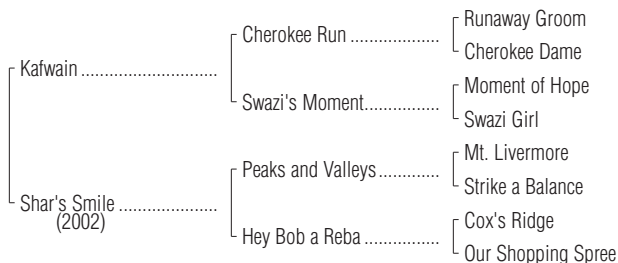 Runaway Groom
Cherokee Run ...................
Cherokee Dame
Kafwain .............................
Moment of Hope
Swazi's Moment................
Swazi Girl
Mt. Livermore
Peaks and Valleys.............
Strike a Balance
Shar's Smile .....................
(2002)
Cox's Ridge
Hey Bob a Reba ................
Our Shopping Spree